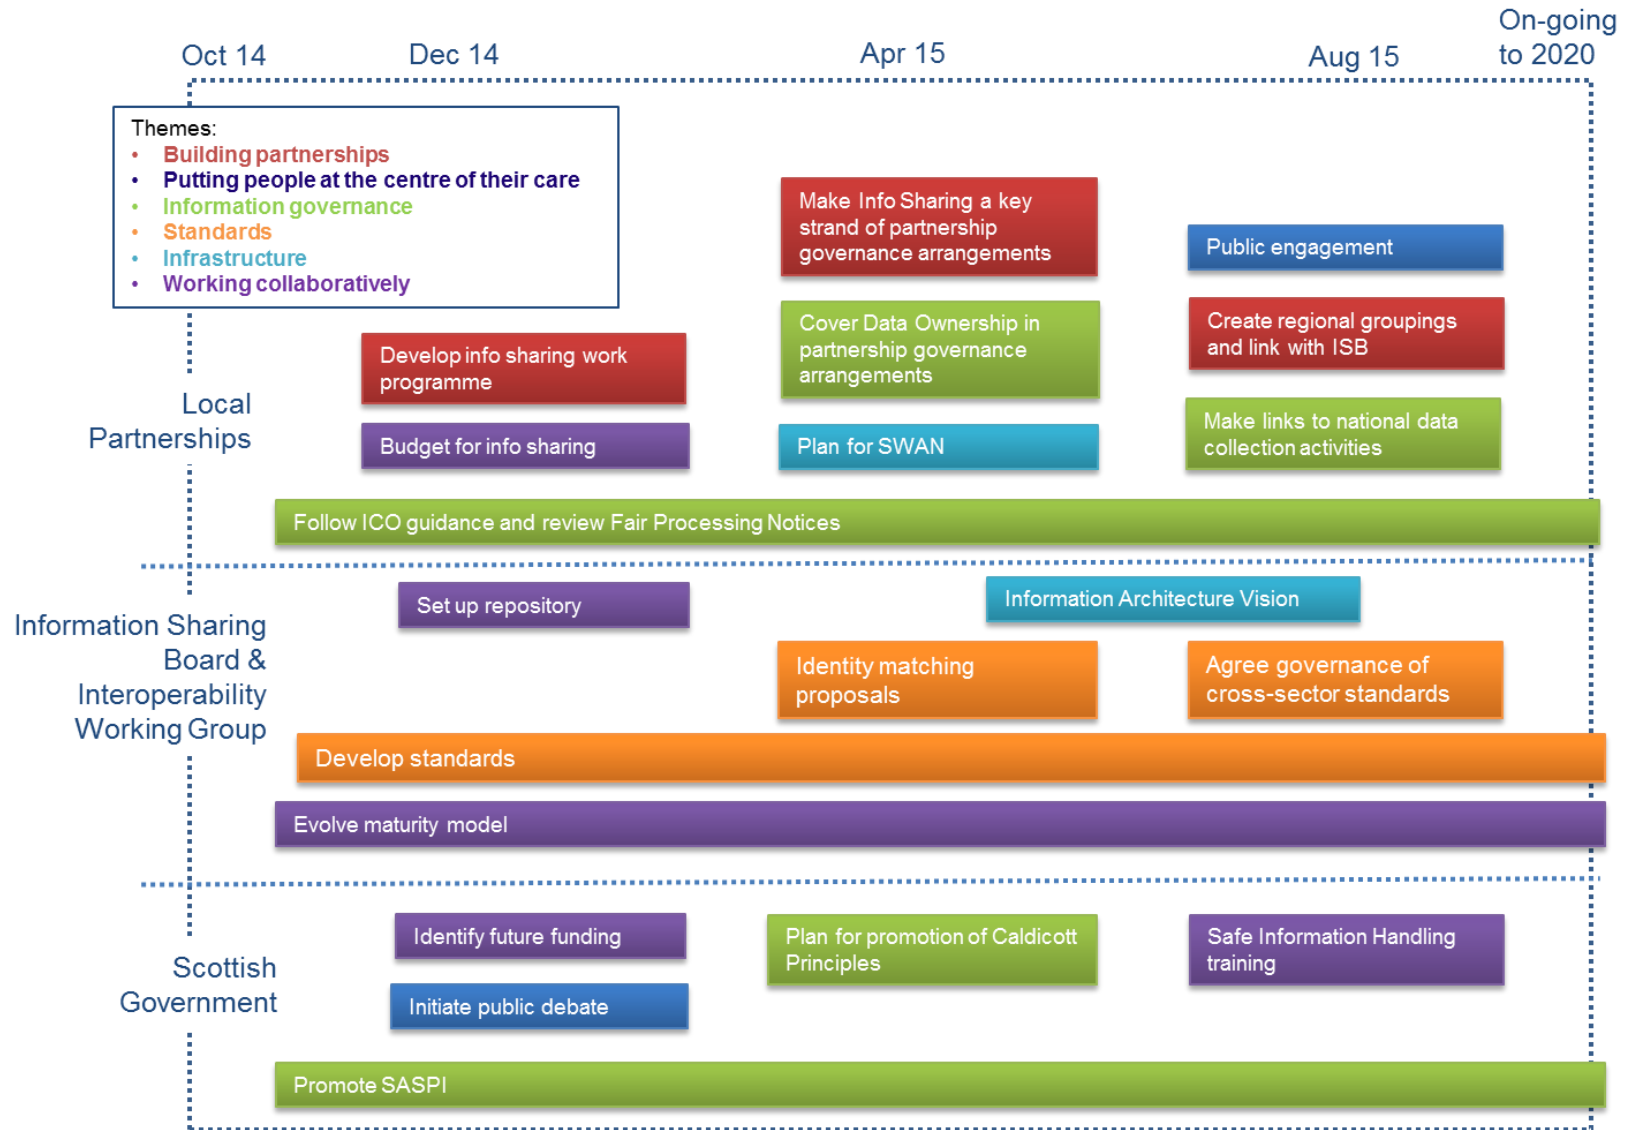 On-going
to 2020
Oct 14
Dec 14
Apr 15
Aug 15
Themes:
• Building partnerships
• Putting people at the centre of their care
• Information governance
• Standards
• Infrastructure
• Working collaboratively
Local
Partnerships
Develop info sharing work
programme
Budget for info sharing
Make Info Sharing a key
strand of partnership
governance arrangements
Cover Data Ownership in
partnership governance
arrangements
Plan for SWAN
Public engagement
Create regional groupings
and link with ISB
Make links to national data
collection activities
Follow ICO guidance and review Fair Processing Notices
Information Sharing
Board &
Interoperability
Working Group
Set up repository
Information Architecture Vision
Identity matching
proposals
Agree governance of
cross-sector standards
Develop standards
Evolve maturity model
Scottish
Government
Identify future funding
Initiate public debate
Plan for promotion of Caldicott
Principles
Safe Information Handling
training
Promote SASPI